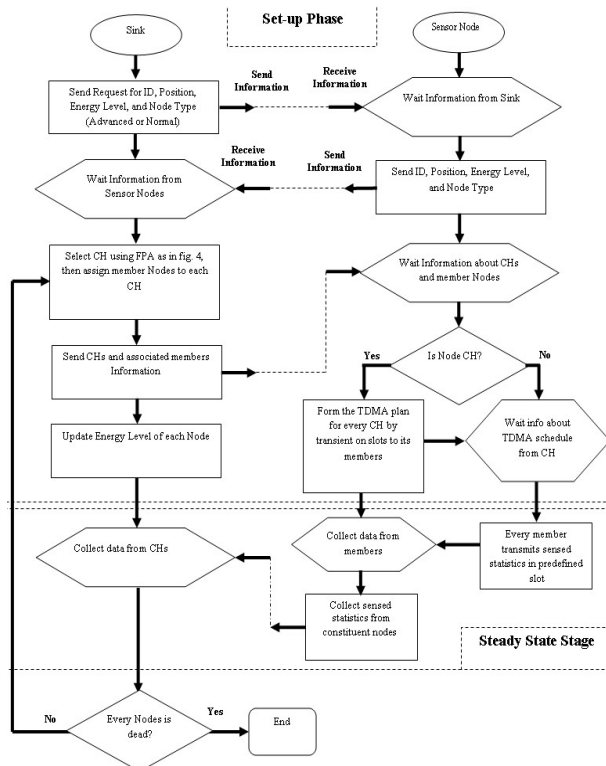 Set-up Phase
Sink
Sensor Node
Send Request for ID, Position,
Energy Level, and Node Type
(Advanced or Normal)
Send
Information
Receive
Information
Wait Information from Sink
Wait Information from
Sensor Nodes
Receive
Information
Send
Information
Send ID, Position, Energy Level,
and Node Type
Select CH using FPA as in fig. 4,
then assign member Nodes to each
CH
Wait Information about CHs
and member Nodes
Send CHs and associated members
Information
Is Node CH?
Yes
No
Update Energy Level of each Node
Form the TDMA plan
for every CH by
transient on slots to its
members
Wait info about
TDMA schedule
from CH
Collect data from CHs
Collect data from
members
Every member
transmits sensed
statistics in predefined
slot
Collect sensed
statistics from
constituent nodes
Steady State Stage
Every Nodes is
dead?
No
Yes
End